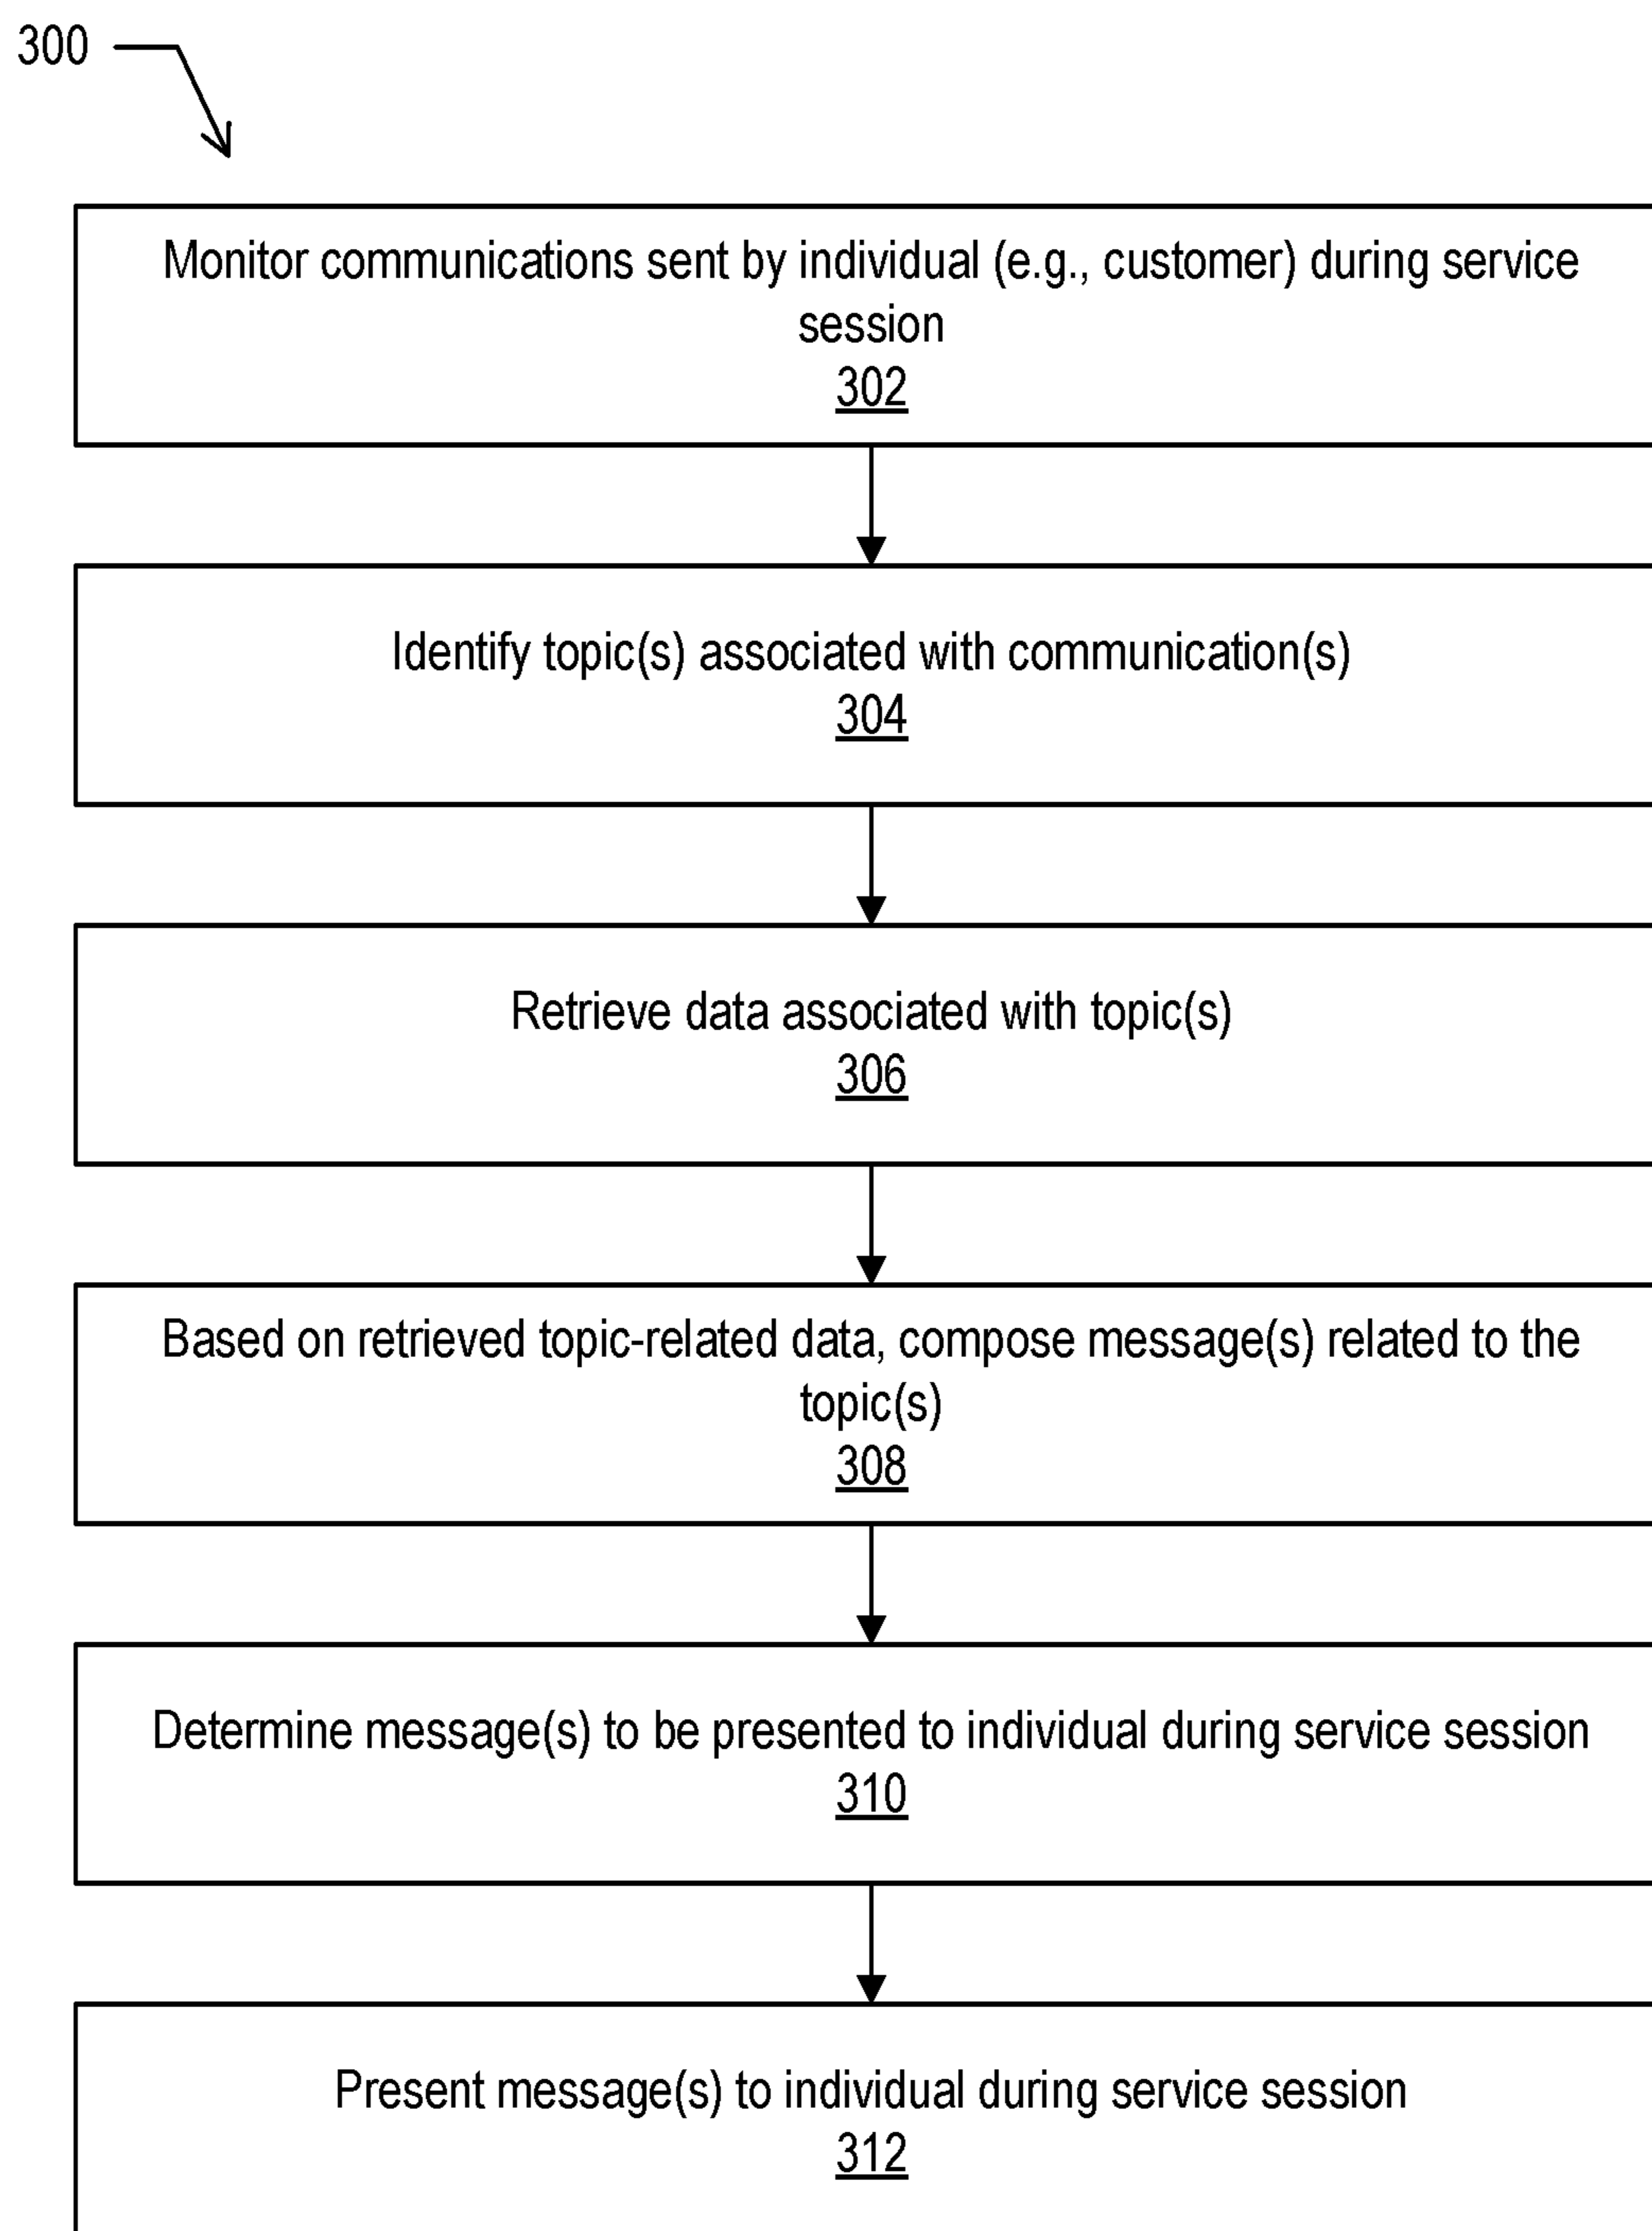 300
Monitor communications sent by individual (e.g., customer) during service
session
302
Identify topic(s) associated with communication(s)
304
Retrieve data associated with topic(s)
306
Based on retrieved topic-related data, compose message(s) related to the
topic(s)
308
Determine message(s) to be presented to individual during service session
310
Present message(s) to individual during service session
312